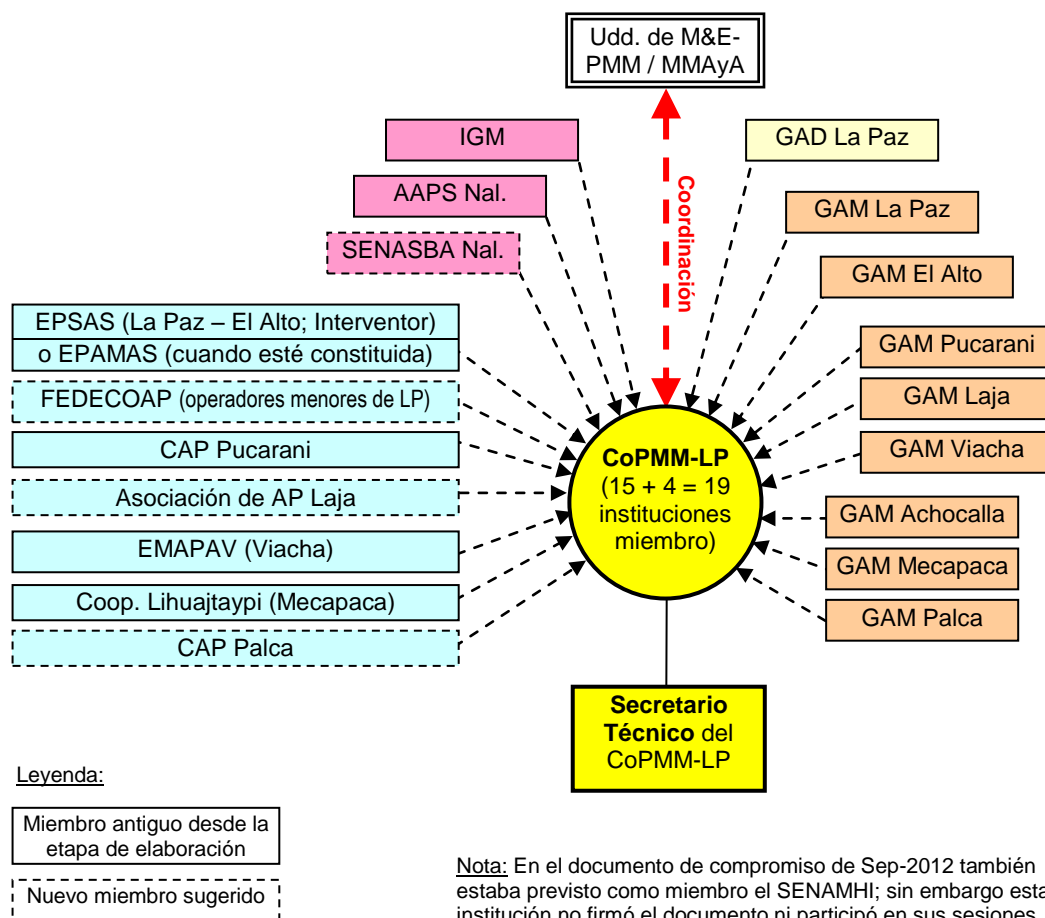 Udd. de M&E-
PMM / MMAyA
IGM
AAPS Nal.
SENASBA Nal.
Coordinación
GAD La Paz
GAM La Paz
GAM El Alto
GAM Pucarani
GAM Laja
GAM Viacha
GAM Achocalla
GAM Mecapaca
GAM Palca
EPSAS (La Paz – El Alto; Interventor)
o EPAMAS (cuando esté constituida)
FEDECOAP (operadores menores de LP)
CAP Pucarani
Asociación de AP Laja
EMAPAV (Viacha)
Coop. Lihuajtaypi (Mecapaca)
CAP Palca
CoPMM-LP
(15 + 4 = 19
instituciones
miembro)
Secretario
Técnico del
CoPMM-LP
Leyenda:
Miembro antiguo desde la
etapa de elaboración
Nuevo miembro sugerido
Nota: En el documento de compromiso de Sep-2012 también
estaba previsto como miembro el SENAMHI; sin embargo esta
institución no firmó el documento ni participó en sus sesiones